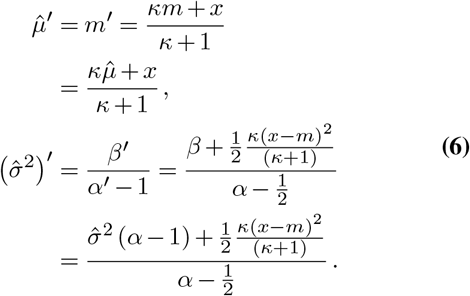 μ̂′ = m′ = (κm + x) / (κ + 1)
= (κμ̂ + x) / (κ + 1) ,
(σ̂²)′ = β′ / (α′ − 1) = (β + ½ κ(x−m)² / (κ+1)) / (α − ½) (6)
= (σ̂² (α − 1) + ½ κ(x−m)² / (κ+1)) / (α − ½) .